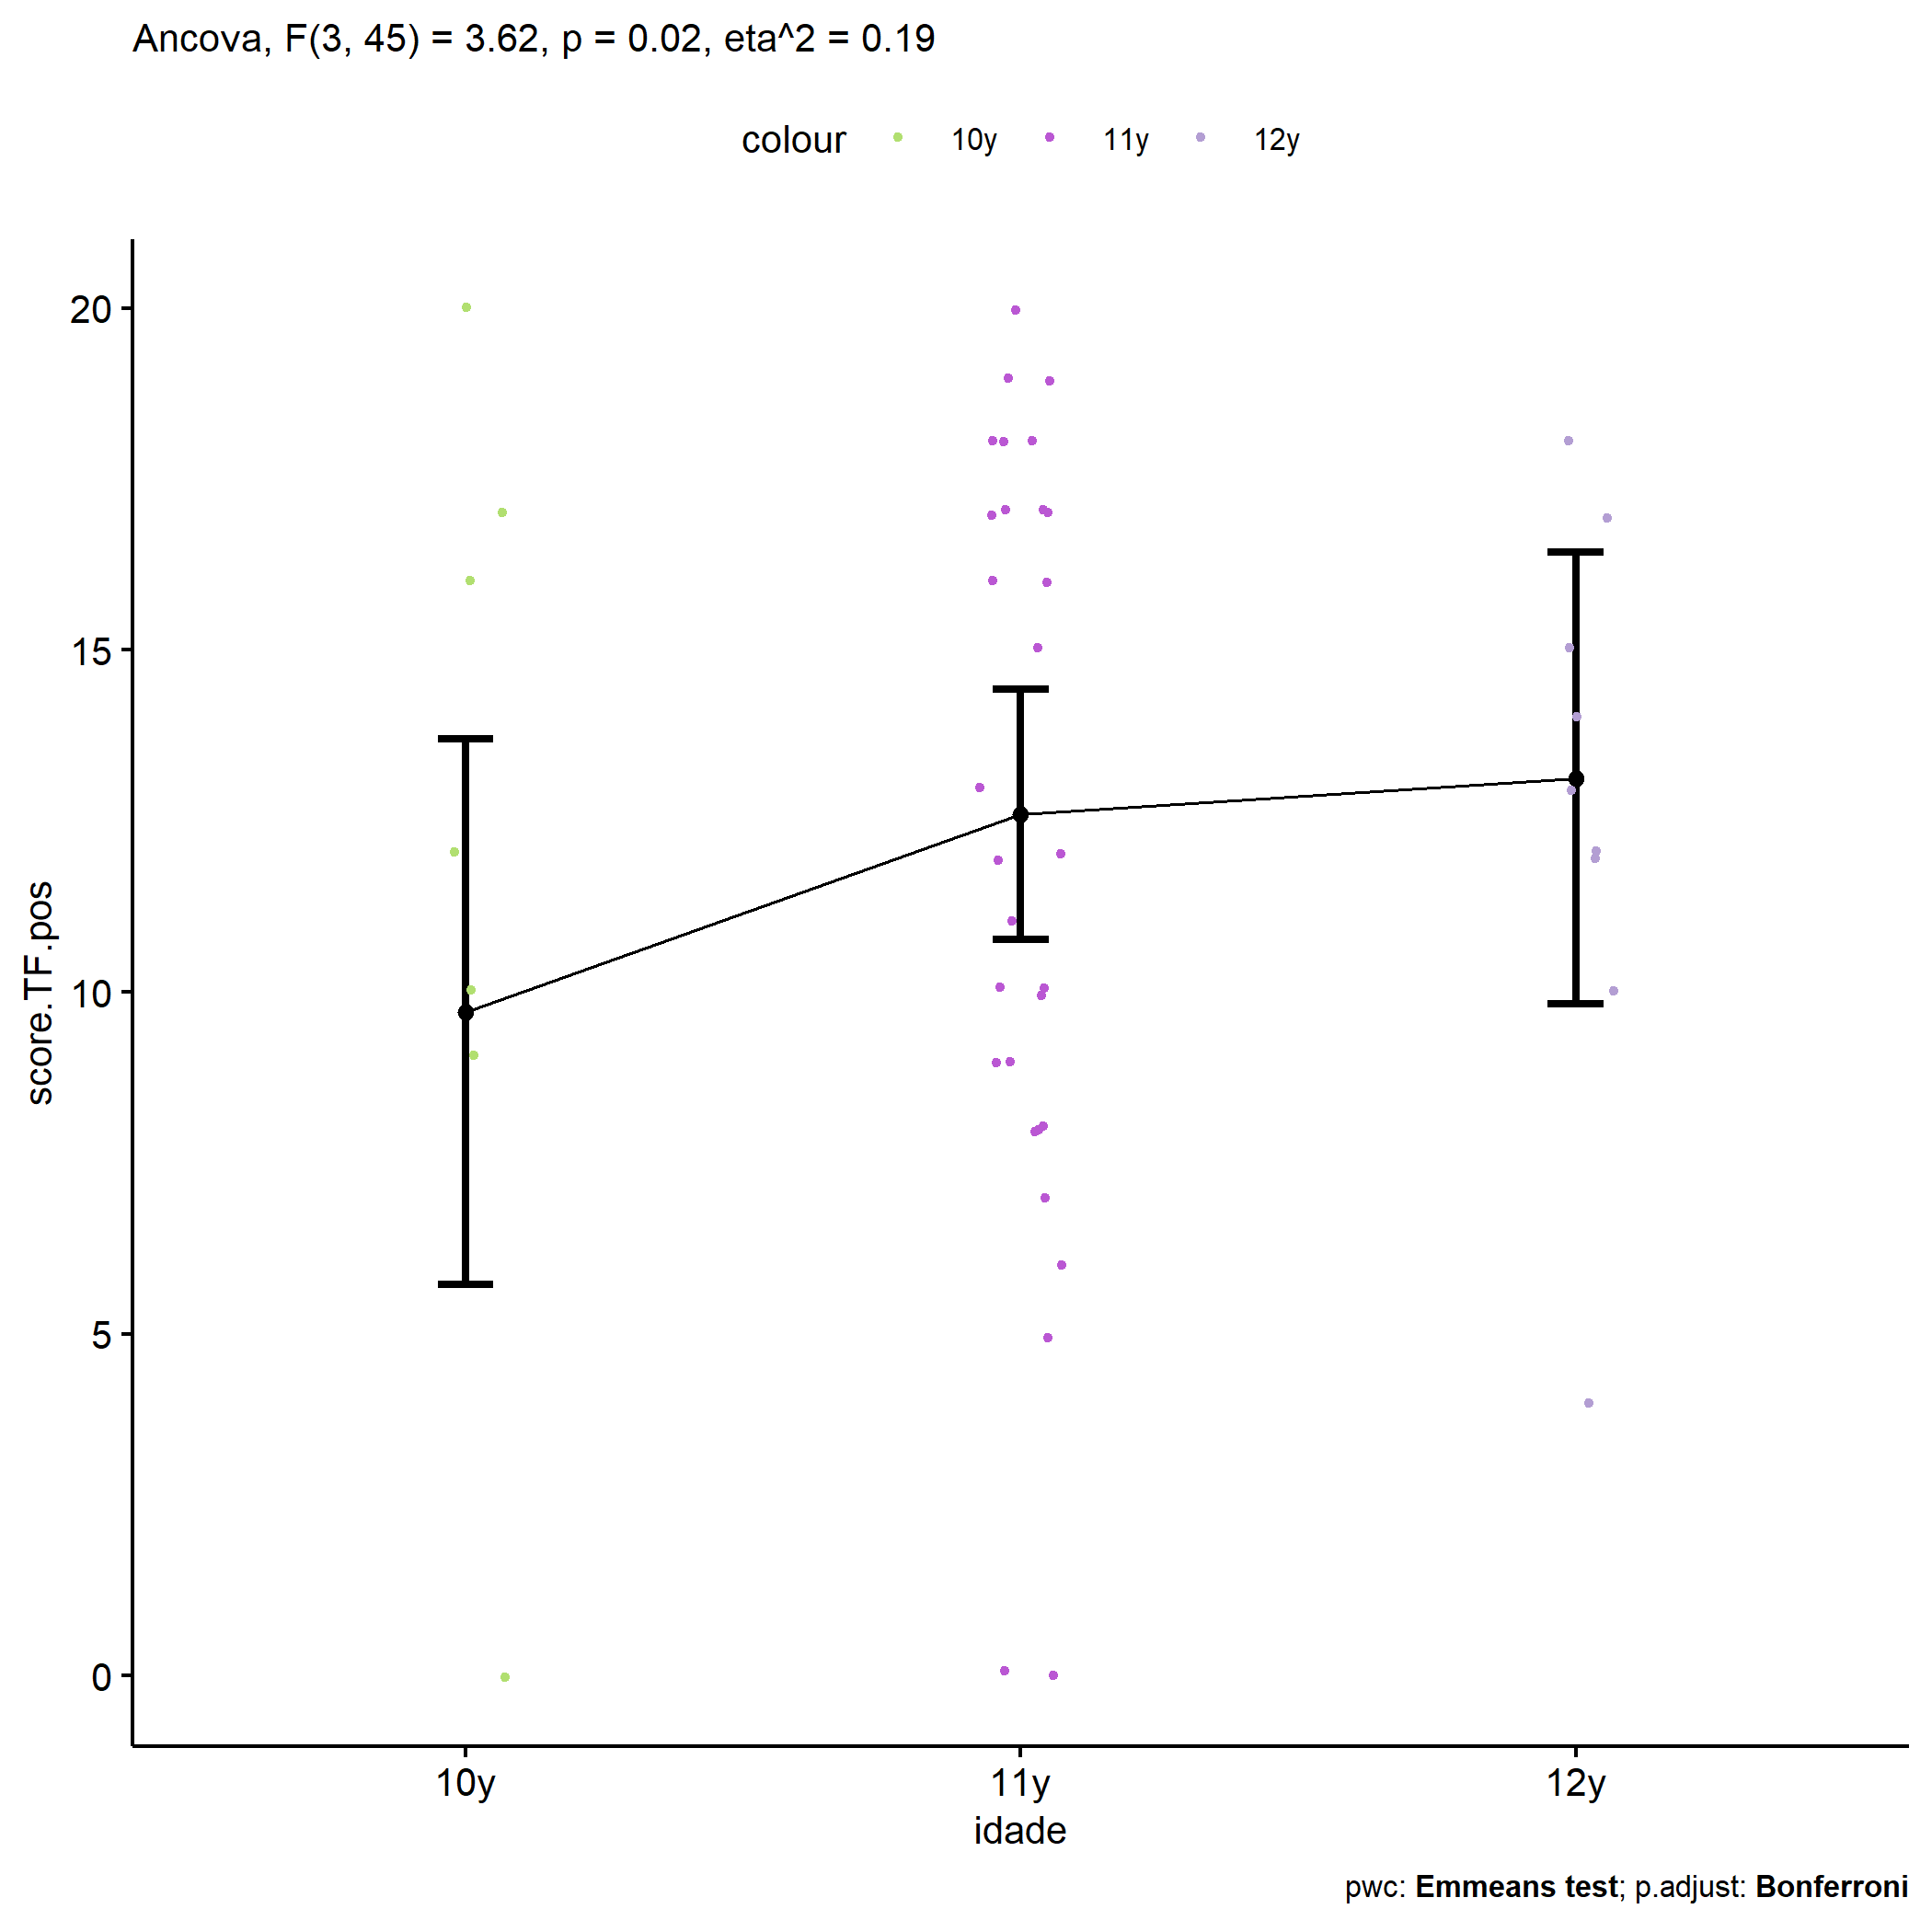 Ancova, F(3, 45) = 3.62, p = 0.02, eta^2 = 0.19
colour 10y 11y 12y
20
15
10
5
0
score.TF.pos
10y 11y 12y
idade
pwc: Emmeans test; p.adjust: Bonferroni